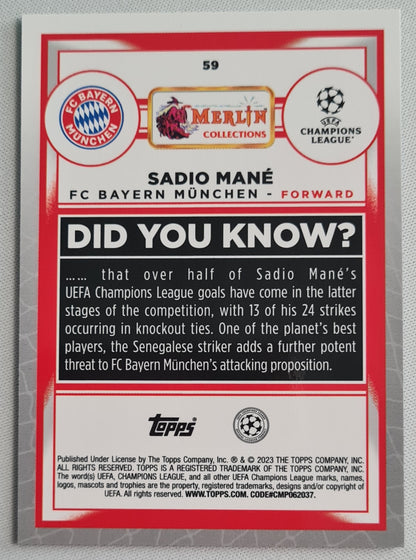 59
FC BAYERN
MÜNCHEN
MERLIN
COLLECTIONS
UEFA
CHAMPIONS
LEAGUE
SADIO MANÉ
FC BAYERN MÜNCHEN - FORWARD
DID YOU KNOW?
...... that over half of Sadio Mané's
UEFA Champions League goals have come in the latter
stages of the competition, with 13 of his 24 strikes
occurring in knockout ties. One of the planet's best
players, the Senegalese striker adds a further potent
threat to FC Bayern München's attacking proposition.
Topps
Published Under License by The Topps Company, Inc. ® & © 2023 THE TOPPS COMPANY, INC.
ALL RIGHTS RESERVED. TOPPS IS A REGISTERED TRADEMARK OF THE TOPPS COMPANY, INC.
The word(s) UEFA, CHAMPIONS LEAGUE, and all other UEFA Champions League marks, names,
logos, mascots and trophies are the property, registered trademarks, designs and/or copyright of
UEFA. All rights reserved. WWW.TOPPS.COM. CODE#CMP062037.